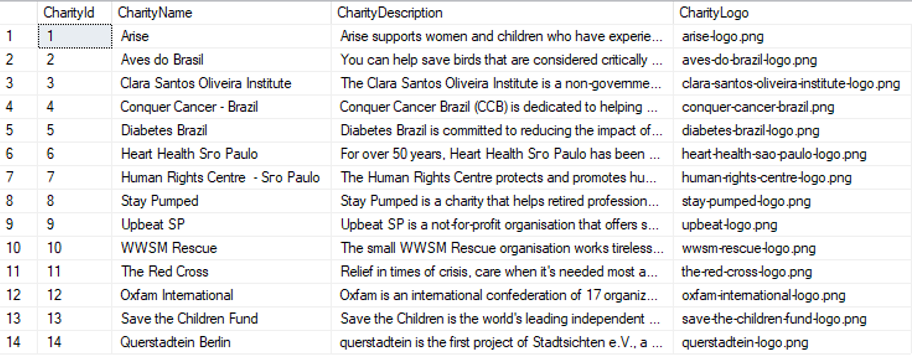 CharityId CharityName CharityDescription CharityLogo
1 1 Arise Arise supports women and children who have experie... arise-logo.png
2 2 Aves do Brasil You can help save birds that are considered critically ... aves-do-brazil-logo.png
3 3 Clara Santos Oliveira Institute The Clara Santos Oliveira Institute is a non-governme... clara-santos-oliveira-institute-logo.png
4 4 Conquer Cancer - Brazil Conquer Cancer Brazil (CCB) is dedicated to helping ... conquer-cancer-brazil.png
5 5 Diabetes Brazil Diabetes Brazil is committed to reducing the impact of... diabetes-brazil-logo.png
6 6 Heart Health Sгo Paulo For over 50 years, Heart Health Sгo Paulo has been ... heart-health-sao-paulo-logo.png
7 7 Human Rights Centre - Sгo Paulo The Human Rights Centre protects and promotes hu... human-rights-centre-logo.png
8 8 Stay Pumped Stay Pumped is a charity that helps retired profession... stay-pumped-logo.png
9 9 Upbeat SP Upbeat SP is a not-for-profit organisation that offers s... upbeat-logo.png
10 10 WWSM Rescue The small WWSM Rescue organisation works tireless... wwsm-rescue-logo.png
11 11 The Red Cross Relief in times of crisis, care when it's needed most a... the-red-cross-logo.png
12 12 Oxfam International Oxfam is an international confederation of 17 organiz... oxfam-international-logo.png
13 13 Save the Children Fund Save the Children is the world's leading independent ... save-the-children-fund-logo.png
14 14 Querstadtein Berlin querstadtein is the first project of Stadtsichten e.V., a ... querstadtein-logo.png